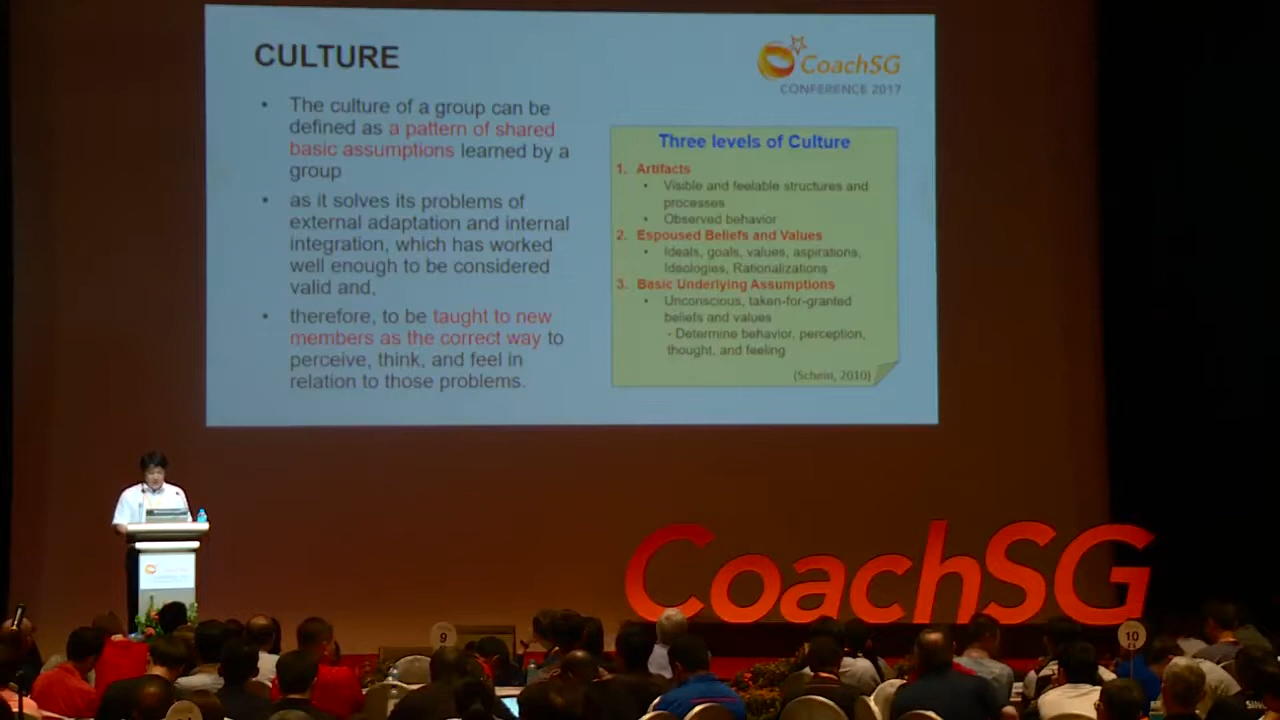 CULTURE
CoachSG
CONFERENCE 2017
• The culture of a group can be
defined as a pattern of shared
basic assumptions learned by a
group
• as it solves its problems of
external adaptation and internal
integration, which has worked
well enough to be considered
valid and,
• therefore, to be taught to new
members as the correct way to
perceive, think, and feel in
relation to those problems.
Three levels of Culture
1. Artifacts
• Visible and feelable structures and
processes
• Observed behavior
2. Espoused Beliefs and Values
• Ideals, goals, values, aspirations,
Ideologies, Rationalizations
3. Basic Underlying Assumptions
• Unconscious, taken-for-granted
beliefs and values
- Determine behavior, perception,
thought, and feeling
(Schein, 2010)
CoachSG
9
10